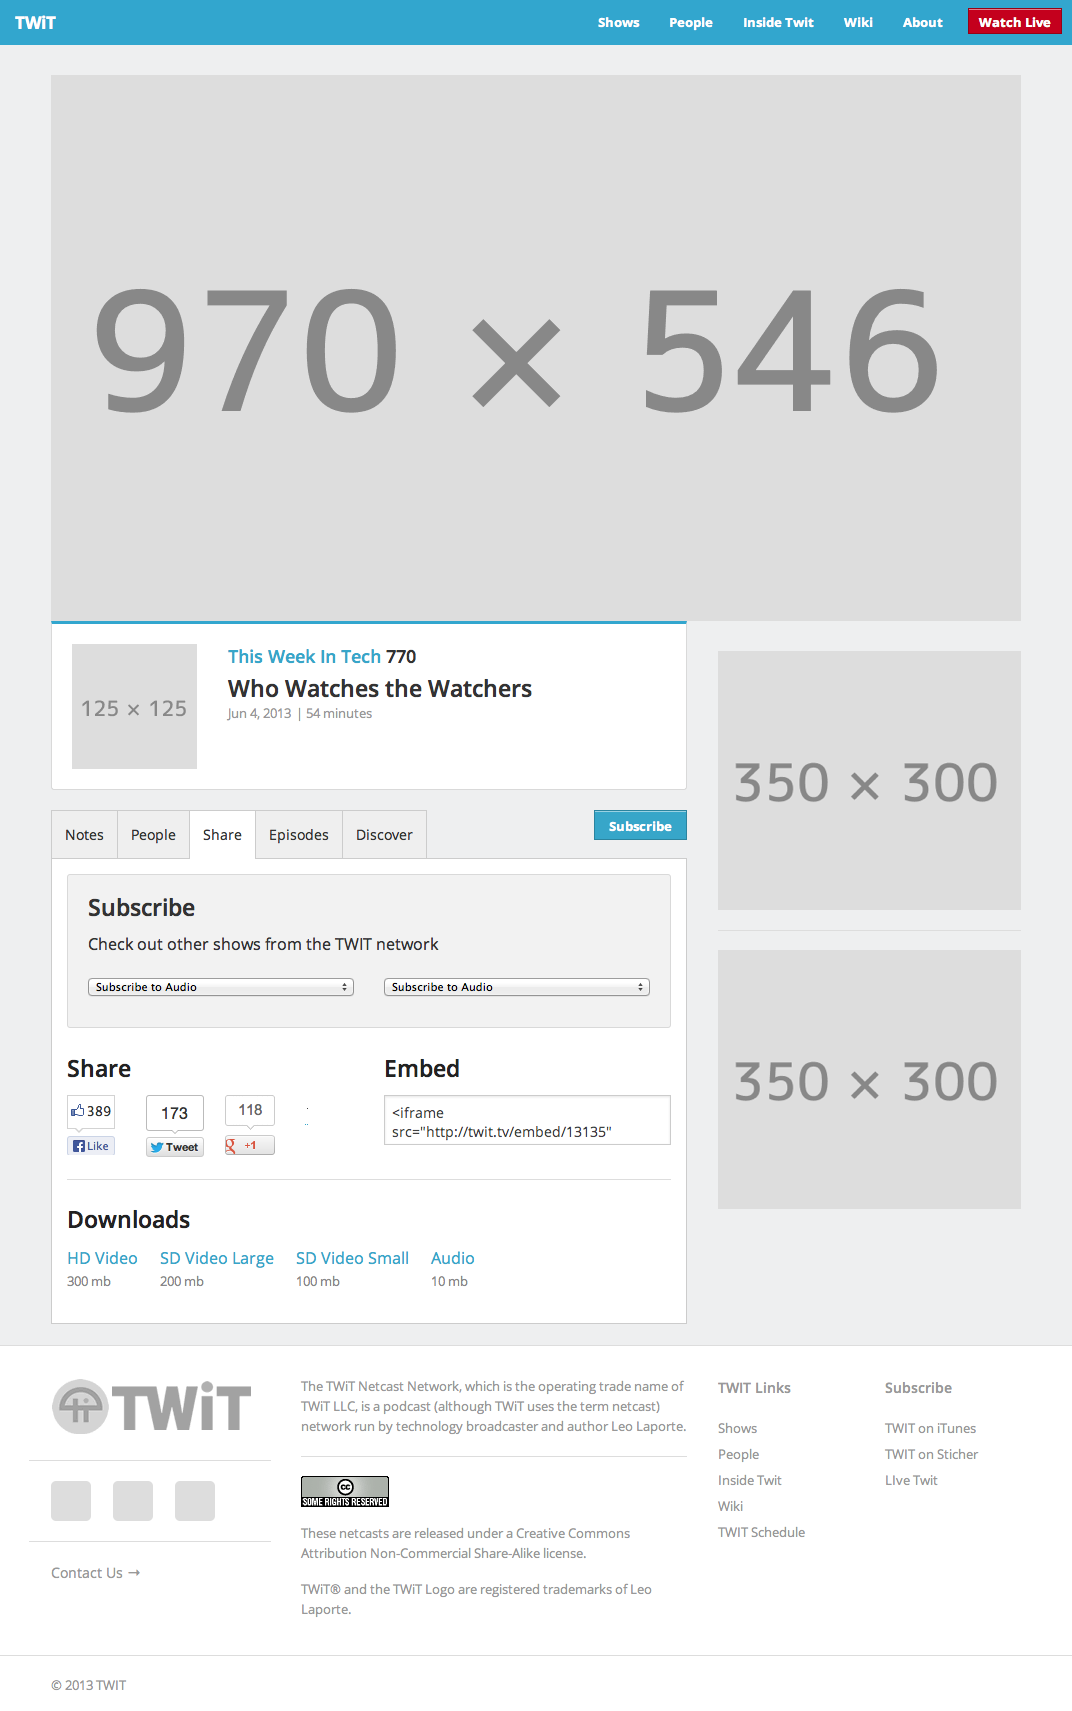 TWiT
Shows People Inside Twit Wiki About Watch Live
970 × 546
125 × 125
This Week In Tech 770
Who Watches the Watchers
Jun 4, 2013 | 54 minutes
350 × 300
Notes People Share Episodes Discover
Subscribe
Subscribe
Check out other shows from the TWIT network
Subscribe to Audio Subscribe to Audio
350 × 300
Share
389
Like
173
Tweet
118
g +1
Embed
<iframe
src="http://twit.tv/embed/13135"
Downloads
HD Video SD Video Large SD Video Small Audio
300 mb 200 mb 100 mb 10 mb
TWiT
Contact Us →
The TWiT Netcast Network, which is the operating trade name of
TWiT LLC, is a podcast (although TWiT uses the term netcast)
network run by technology broadcaster and author Leo Laporte.
cc
SOME RIGHTS RESERVED
These netcasts are released under a Creative Commons
Attribution Non-Commercial Share-Alike license.
TWiT® and the TWiT Logo are registered trademarks of Leo
Laporte.
TWIT Links
Shows
People
Inside Twit
Wiki
TWIT Schedule
Subscribe
TWIT on iTunes
TWIT on Sticher
LIve Twit
© 2013 TWIT